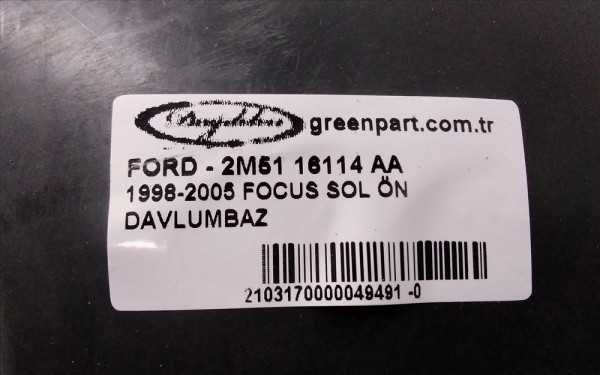 greenpart.com.tr
FORD - 2M51 16114 AA
1998-2005 FOCUS SOL ÖN
DAVLUMBAZ
2103170000049491 -0